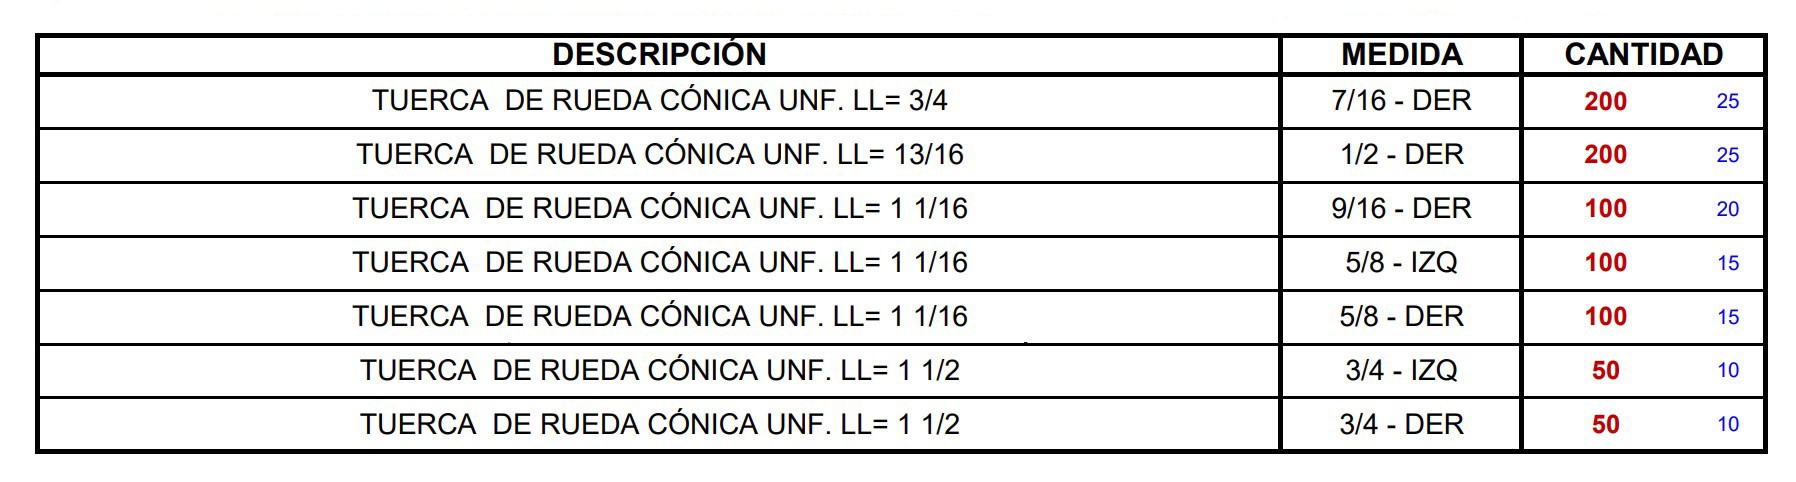 DESCRIPCIÓN MEDIDA CANTIDAD
TUERCA DE RUEDA CÓNICA UNF. LL= 3/4 7/16 - DER 200 25
TUERCA DE RUEDA CÓNICA UNF. LL= 13/16 1/2 - DER 200 25
TUERCA DE RUEDA CÓNICA UNF. LL= 1 1/16 9/16 - DER 100 20
TUERCA DE RUEDA CÓNICA UNF. LL= 1 1/16 5/8 - IZQ 100 15
TUERCA DE RUEDA CÓNICA UNF. LL= 1 1/16 5/8 - DER 100 15
TUERCA DE RUEDA CÓNICA UNF. LL= 1 1/2 3/4 - IZQ 50 10
TUERCA DE RUEDA CÓNICA UNF. LL= 1 1/2 3/4 - DER 50 10